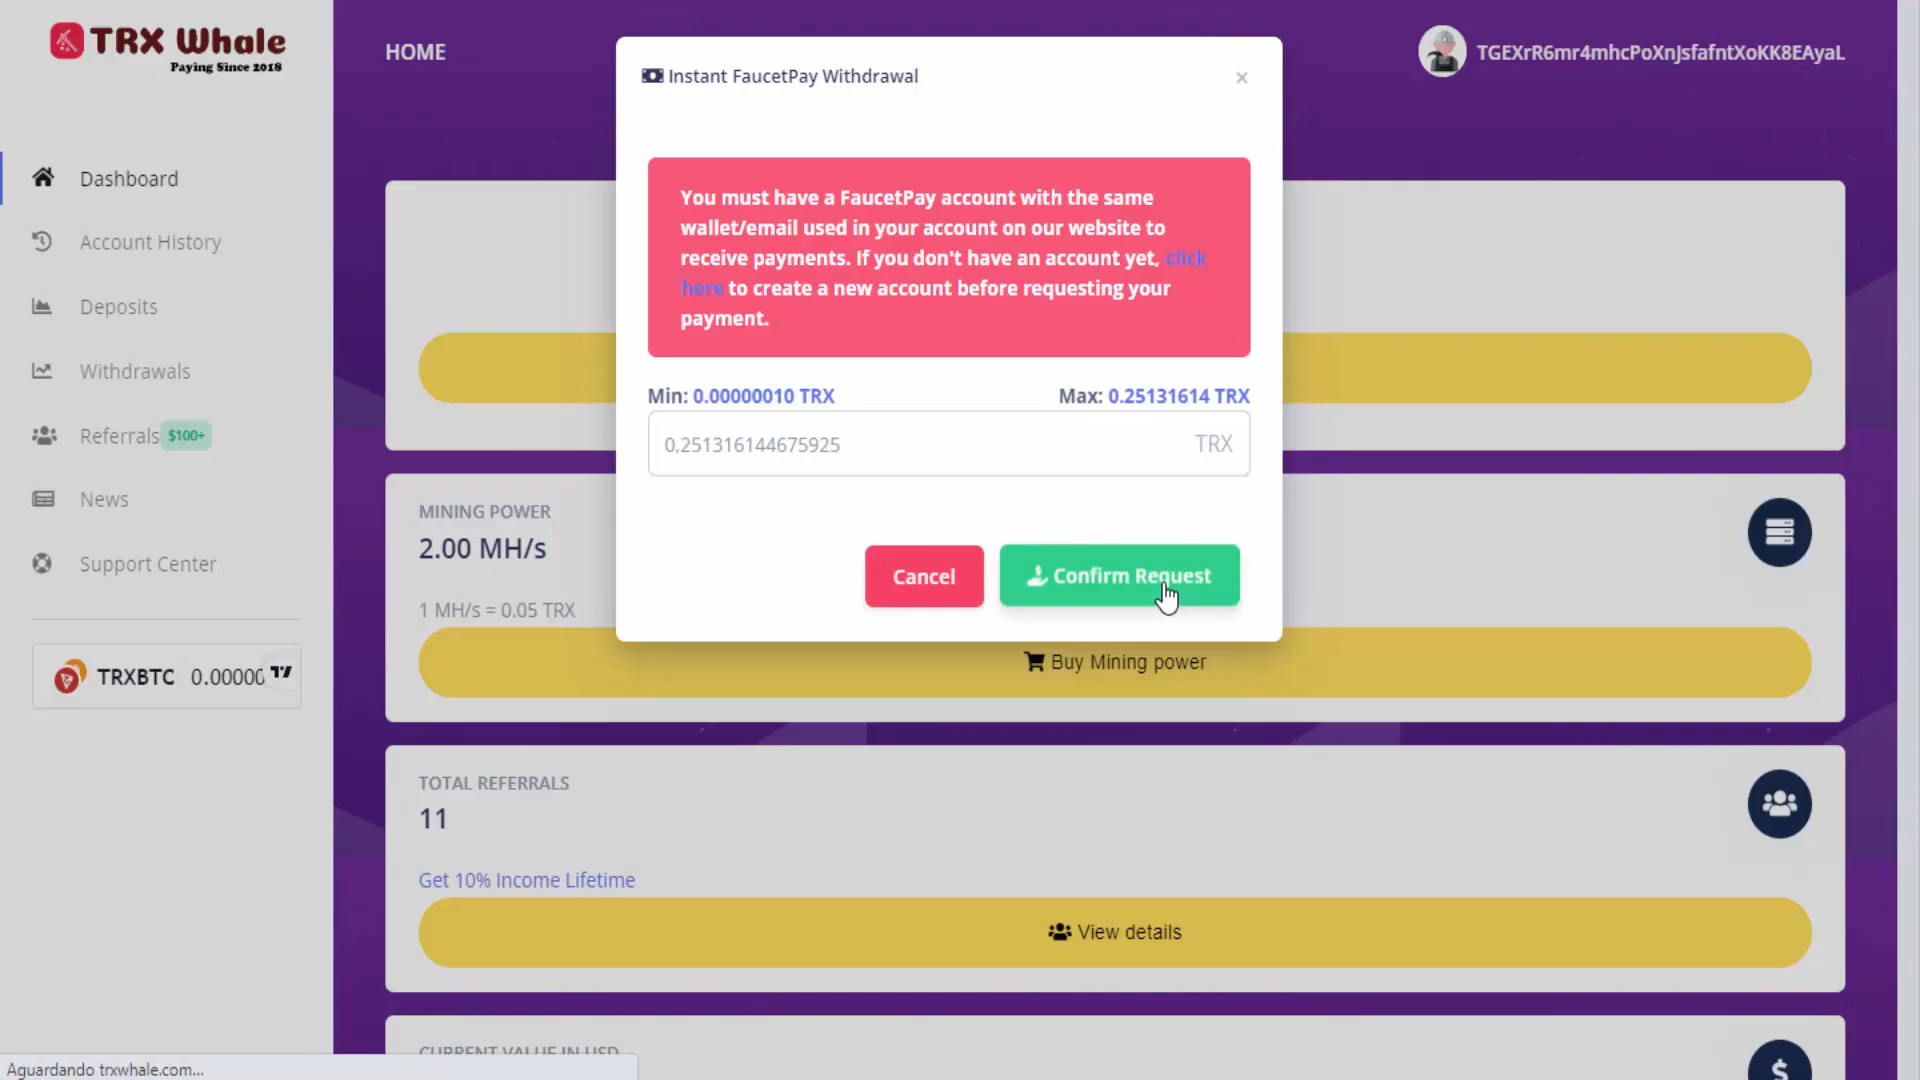 TRX Whale
Paying Since 2018
HOME
TGEXrR6mr4mhcPoXnJsfafntXoKK8EAyaL
Dashboard
Account History
Deposits
Withdrawals
Referrals $100+
News
Support Center
TRXBTC 0.00000
Instant FaucetPay Withdrawal ×
You must have a FaucetPay account with the same
wallet/email used in your account on our website to
receive payments. If you don't have an account yet, click
here to create a new account before requesting your
payment.
Min: 0.00000010 TRX Max: 0.25131614 TRX
0,251316144675925 TRX
Cancel Confirm Request
MINING POWER
2.00 MH/s
1 MH/s = 0.05 TRX
Buy Mining power
TOTAL REFERRALS
11
Get 10% Income Lifetime
View details
CURRENT VALUE IN USD
Aguardando trxwhale.com...